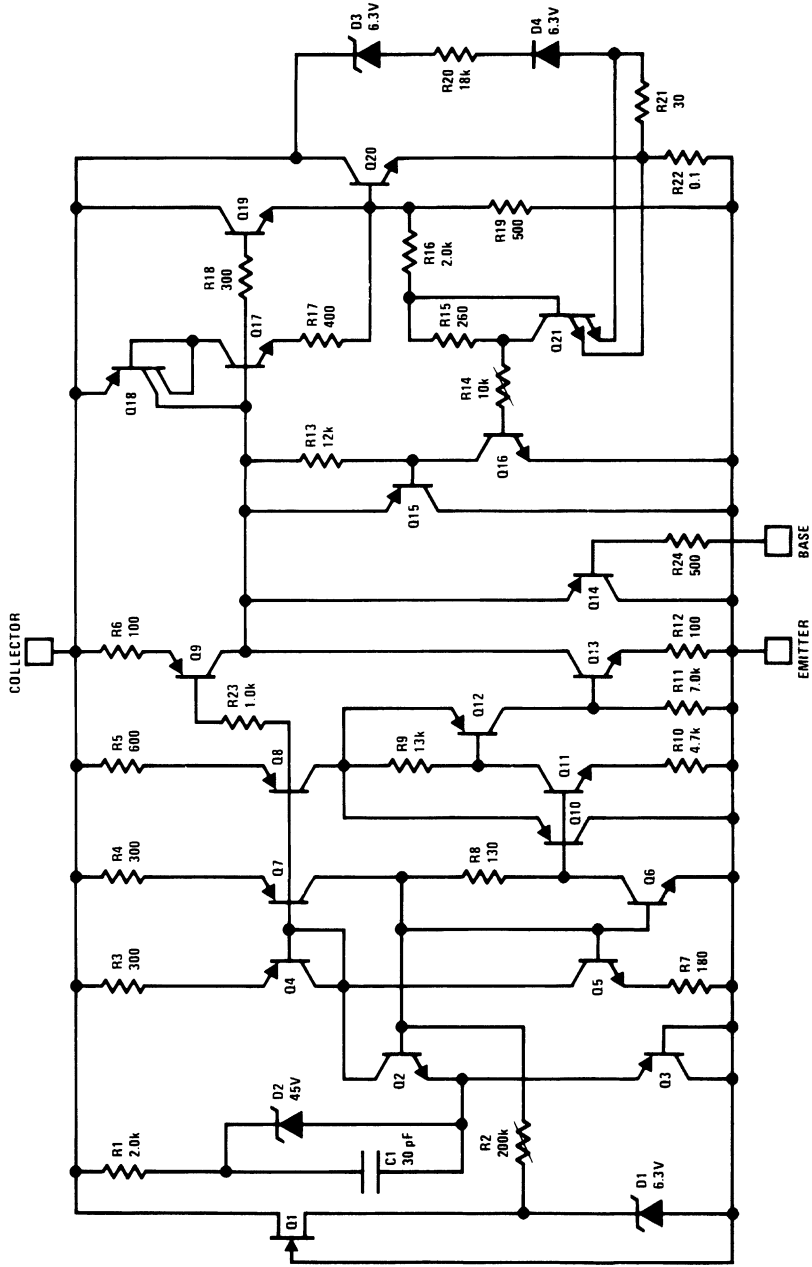 COLLECTOR
R1
2.0k
R3
300
R4
300
R5
600
R6
100
D2
45V
C1
30 pF
Q1
Q2
Q3
R2
200k
D1
6.3V
Q4
Q5
R7
180
Q7
R8
130
Q6
Q8
R23
1.0k
Q9
R9
13k
Q12
Q10
Q11
R10
4.7k
R11
7.0k
Q13
R12
100
EMITTER
Q14
R24
500
BASE
Q15
R13
12k
Q16
R14
10k
Q18
Q17
R17
400
R18
300
Q19
R15
260
R16
2.0k
Q21
R19
500
Q20
R22
0.1
D3
6.3V
R20
18k
D4
6.3V
R21
30